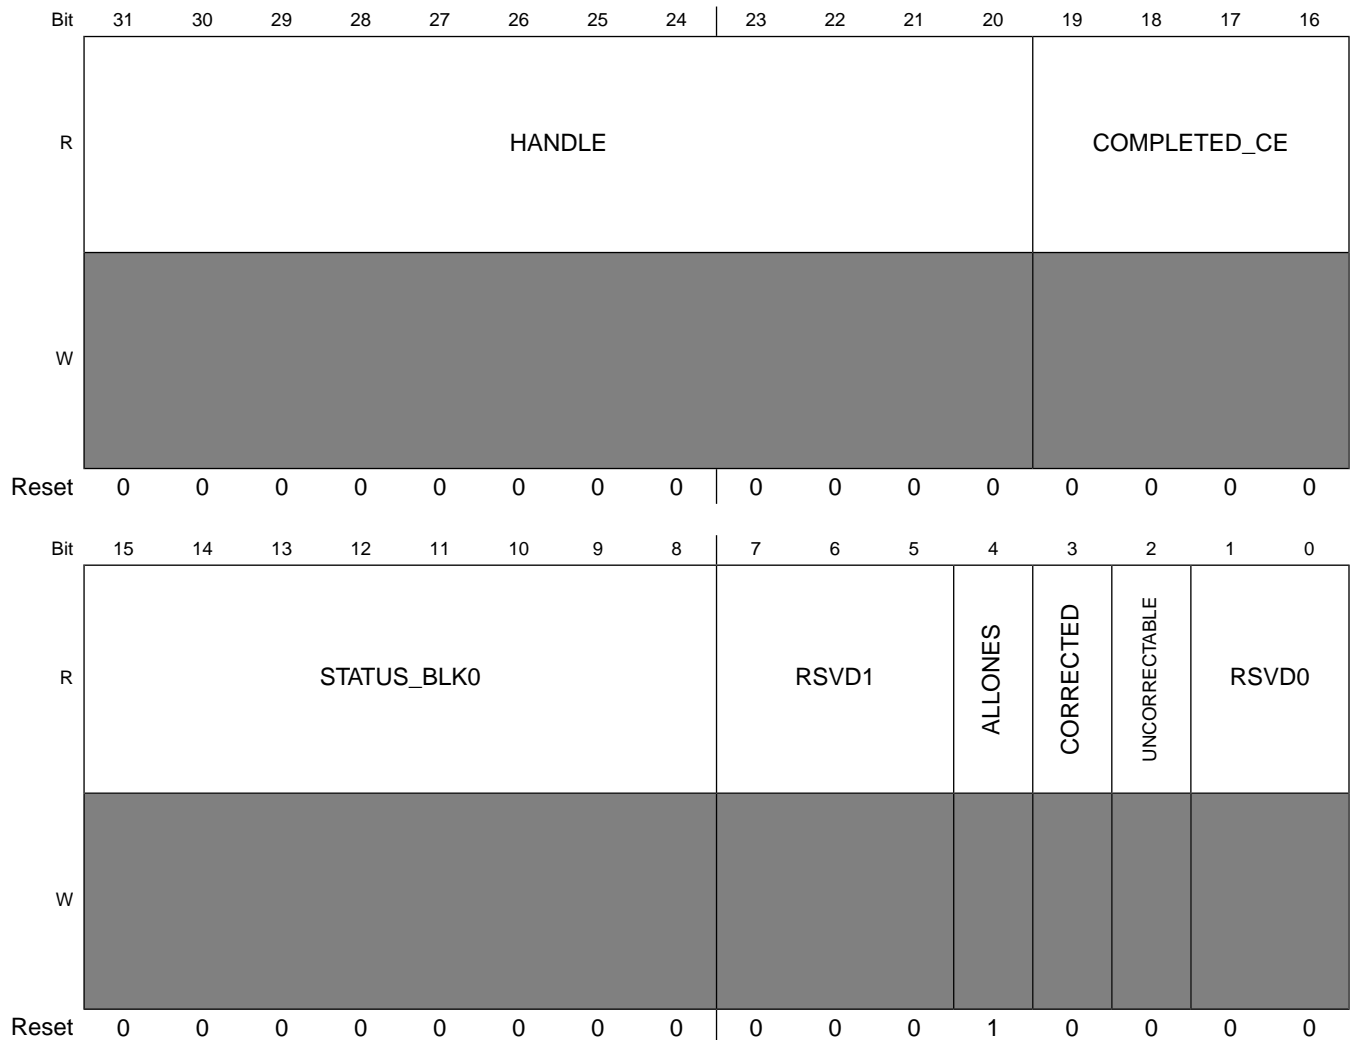 Bit 31 30 29 28 27 26 25 24 23 22 21 20 19 18 17 16
R HANDLE COMPLETED_CE
W
Reset 0 0 0 0 0 0 0 0 0 0 0 0 0 0 0 0
Bit 15 14 13 12 11 10 9 8 7 6 5 4 3 2 1 0
R STATUS_BLK0 RSVD1 ALLONES CORRECTED UNCORRECTABLE RSVD0
W
Reset 0 0 0 0 0 0 0 0 0 0 0 1 0 0 0 0